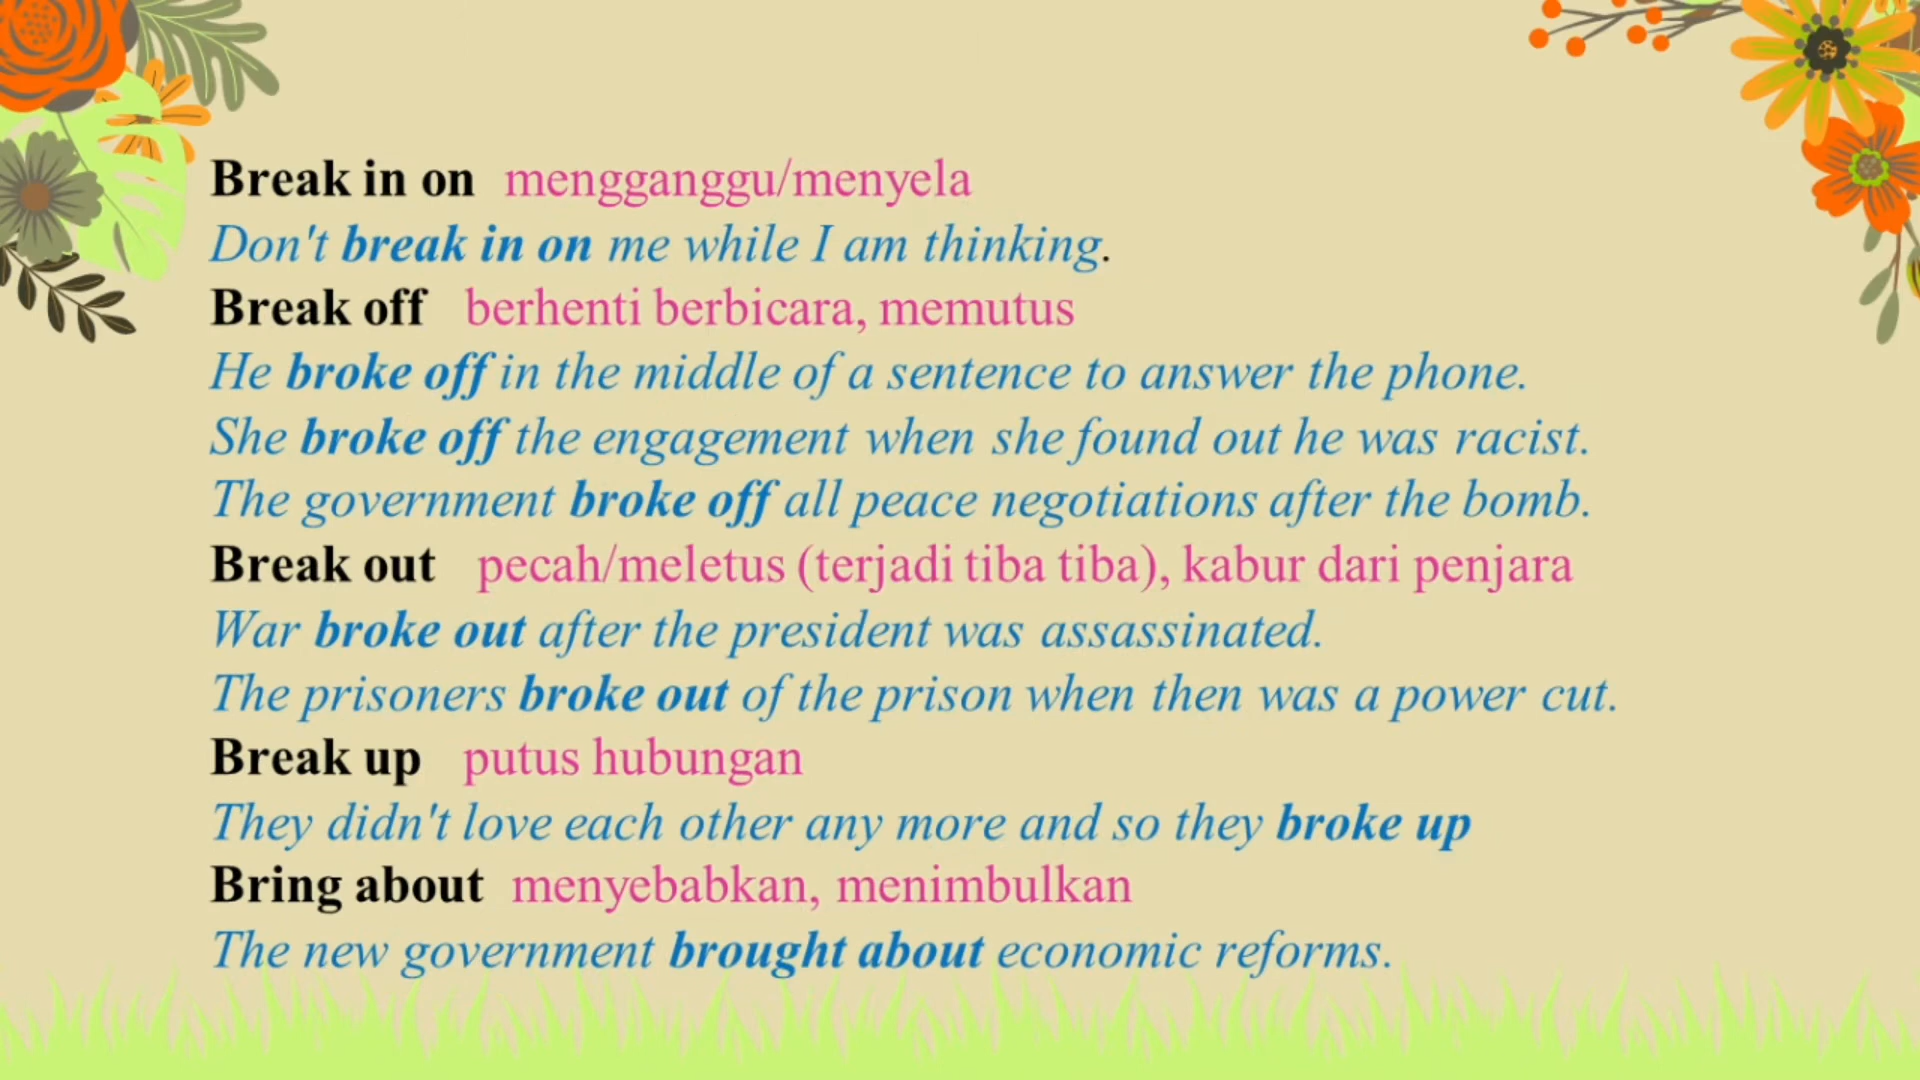 Break in on mengganggu/menyela
Don't break in on me while I am thinking.
Break off berhenti berbicara, memutus
He broke off in the middle of a sentence to answer the phone.
She broke off the engagement when she found out he was racist.
The government broke off all peace negotiations after the bomb.
Break out pecah/meletus (terjadi tiba tiba), kabur dari penjara
War broke out after the president was assassinated.
The prisoners broke out of the prison when then was a power cut.
Break up putus hubungan
They didn't love each other any more and so they broke up
Bring about menyebabkan, menimbulkan
The new government brought about economic reforms.